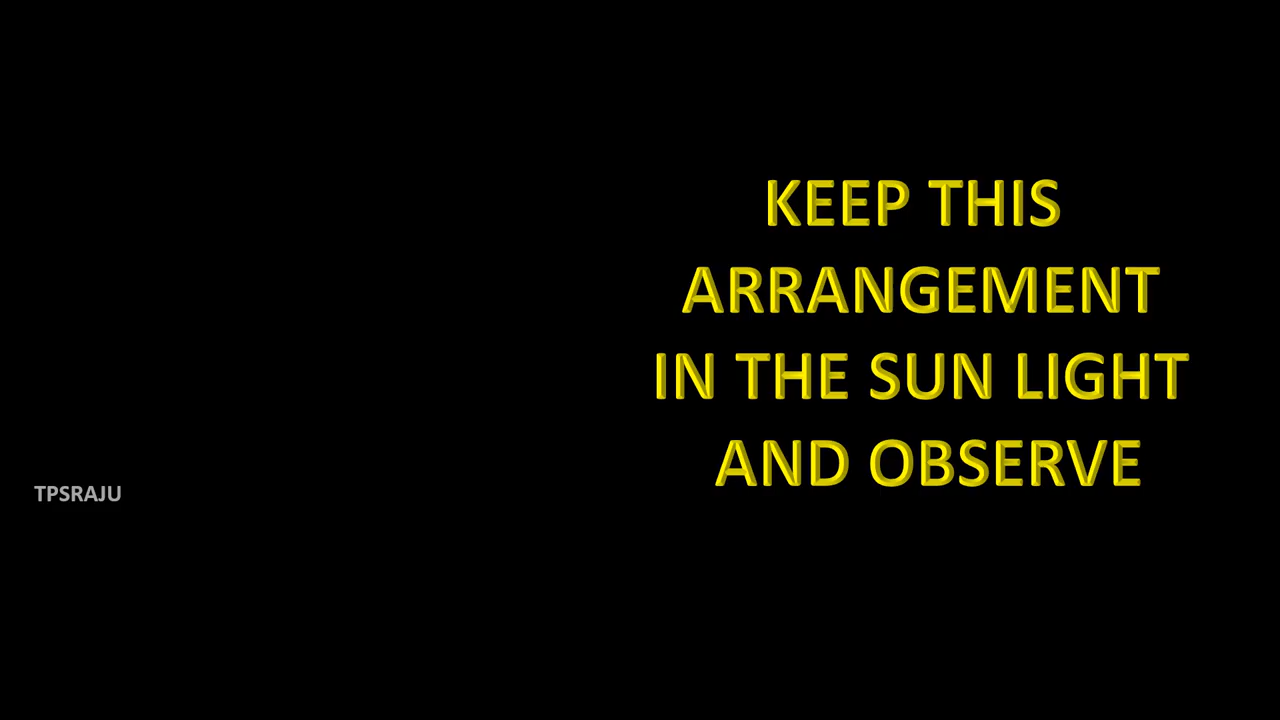 KEEP THIS
ARRANGEMENT
IN THE SUN LIGHT
AND OBSERVE
TPSRAJU